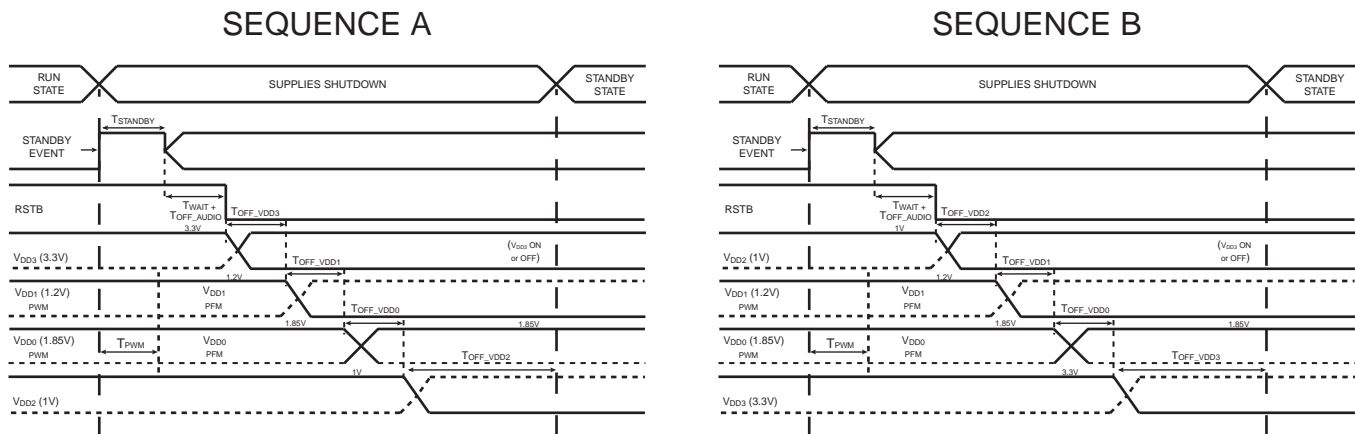 SEQUENCE A
RUN
STATE
SUPPLIES SHUTDOWN
STANDBY
STATE
TSTANDBY
STANDBY
EVENT
RSTB
TWAIT +
TOFF_AUDIO
TOFF_VDD3
3.3V
VDD3 (3.3V)
(VDD3 ON
or OFF)
TOFF_VDD1
1.2V
VDD1 (1.2V)
PWM
VDD1
PFM
TOFF_VDD0
1.85V
1.85V
VDD0 (1.85V)
PWM
TPWM
VDD0
PFM
TOFF_VDD2
1V
VDD2 (1V)
SEQUENCE B
RUN
STATE
SUPPLIES SHUTDOWN
STANDBY
STATE
TSTANDBY
STANDBY
EVENT
RSTB
TWAIT +
TOFF_AUDIO
TOFF_VDD2
1V
VDD2 (1V)
(VDD3 ON
or OFF)
TOFF_VDD1
1.2V
VDD1 (1.2V)
PWM
VDD1
PFM
TOFF_VDD0
1.85V
1.85V
VDD0 (1.85V)
PWM
TPWM
VDD0
PFM
TOFF_VDD3
3.3V
VDD3 (3.3V)